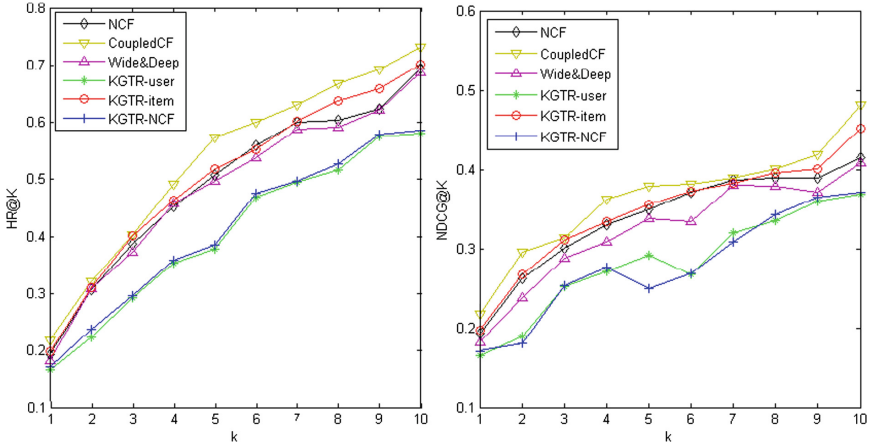 0.8
0.7
0.6
0.5
0.4
0.3
0.2
0.1
HR@K
NCF
CoupledCF
Wide&Deep
KGTR-user
KGTR-item
KGTR-NCF
1 2 3 4 5 6 7 8 9 10
k
0.6
0.5
0.4
0.3
0.2
0.1
NDCG@K
NCF
CoupledCF
Wide&Deep
KGTR-user
KGTR-item
KGTR-NCF
1 2 3 4 5 6 7 8 9 10
k